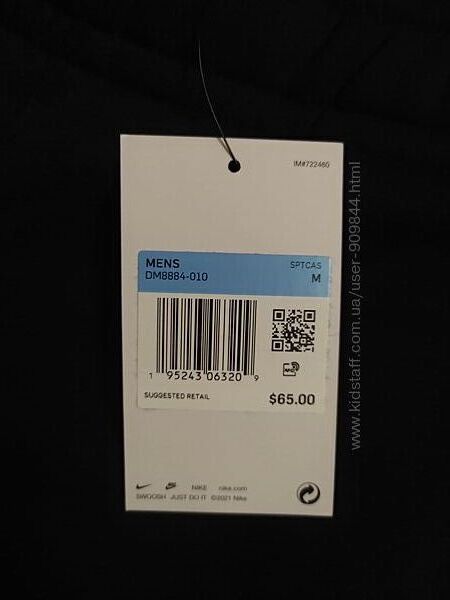 IM#722460
MENS SPTCAS
DM8884-010 M
1 95243 06320 9
SUGGESTED RETAIL $65.00
NIKE nike.com
SWOOSH JUST DO IT ©2021 Nike
www.kidstaff.com.ua/user-909844.html